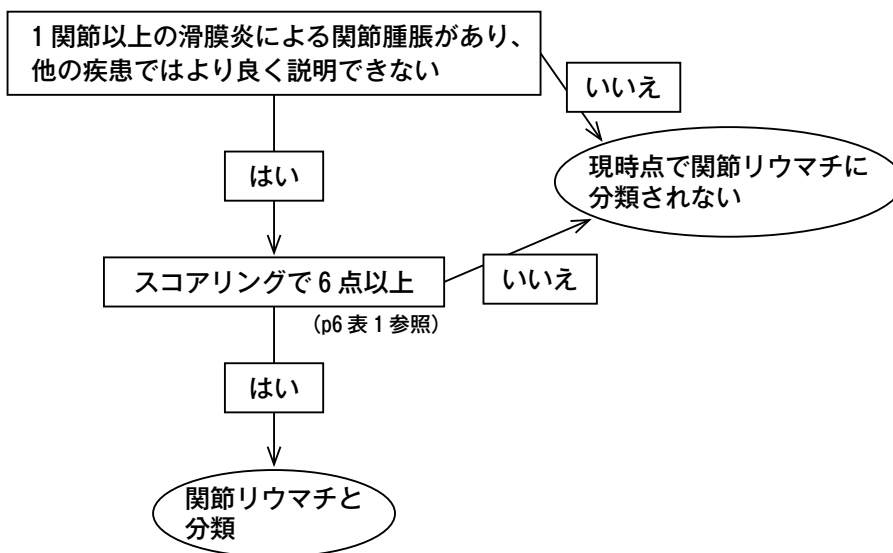 1関節以上の滑膜炎による関節腫脹があり、
他の疾患ではより良く説明できない
いいえ
はい
現時点で関節リウマチに
分類されない
スコアリングで6点以上
いいえ
（p6 表1参照）
はい
関節リウマチと
分類